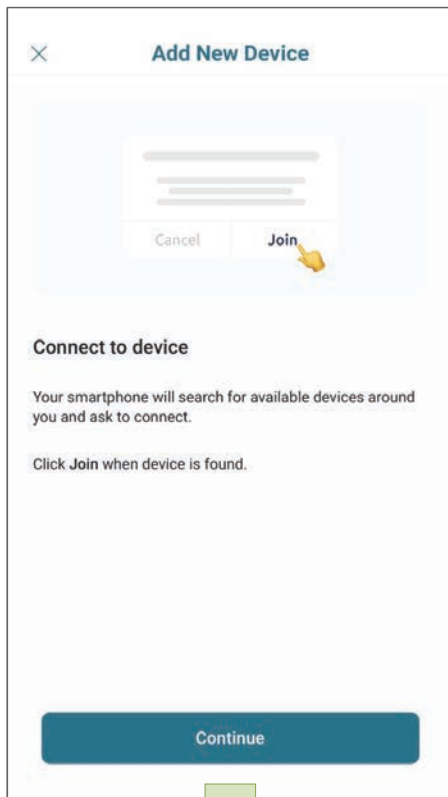 Add New Device
Cancel
Join
Connect to device
Your smartphone will search for available devices around
you and ask to connect.
Click Join when device is found.
Continue